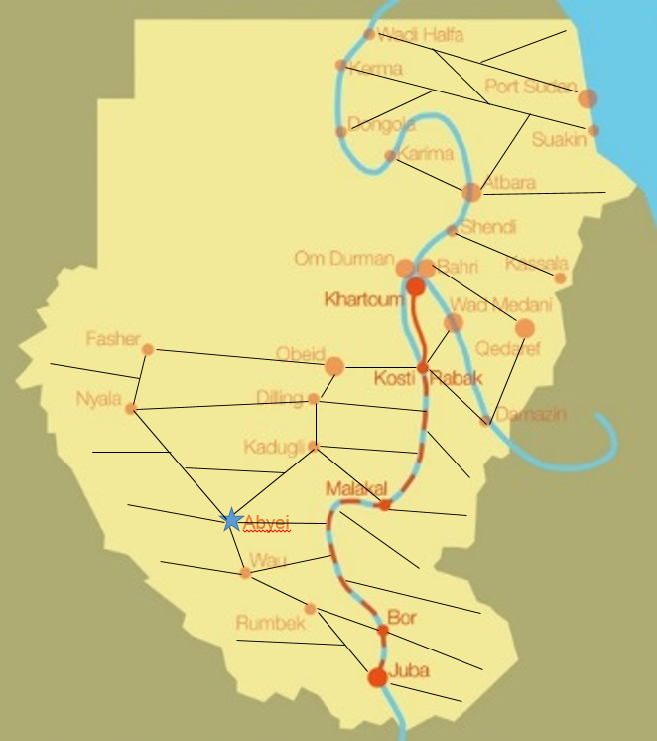 Wadi Halfa
Kerma
Port Sudan
Dongola
Suakin
Karima
Atbara
Shendi
Om Durman
Bahri
Kassala
Khartoum
Wad Medani
Fasher
Obeid
Qedaref
Kosti
Rabak
Nyala
Dilling
Damazin
Kadugli
Malakal
Abyei
Wau
Rumbek
Bor
Juba